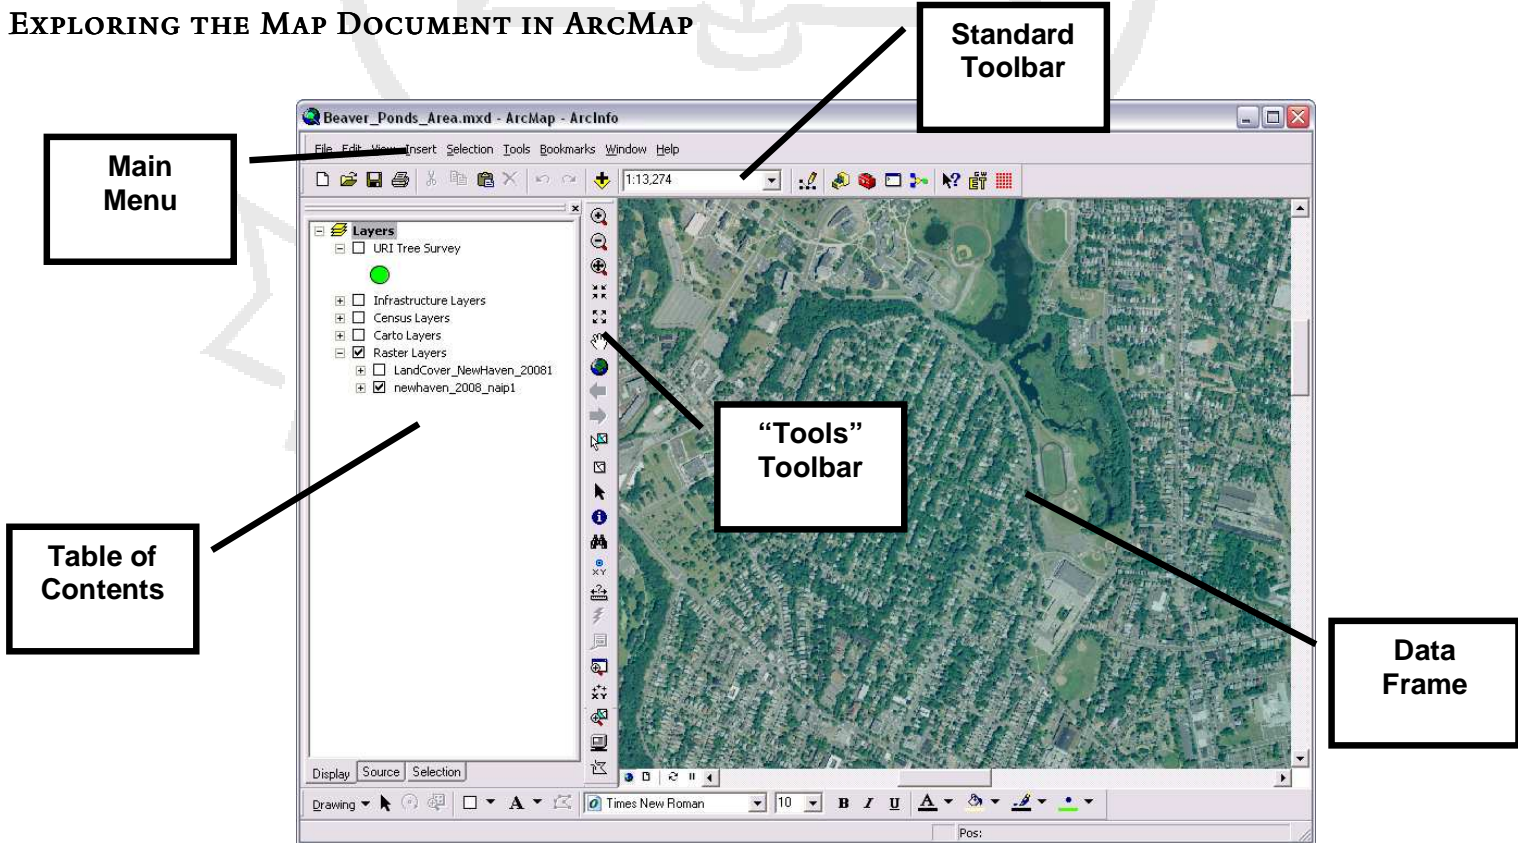 EXPLORING THE MAP DOCUMENT IN ARCMAP
Standard
Toolbar
Beaver_Ponds_Area.mxd - ArcMap - ArcInfo
Main
Menu
File Edit View Insert Selection Tools Bookmarks Window Help
1:13,274
Layers
URI Tree Survey
Infrastructure Layers
Census Layers
Carto Layers
Raster Layers
LandCover_NewHaven_20081
newhaven_2008_naip1
“Tools”
Toolbar
Table of
Contents
Data
Frame
Display Source Selection
Drawing A Times New Roman 10 B I U A
Pos: